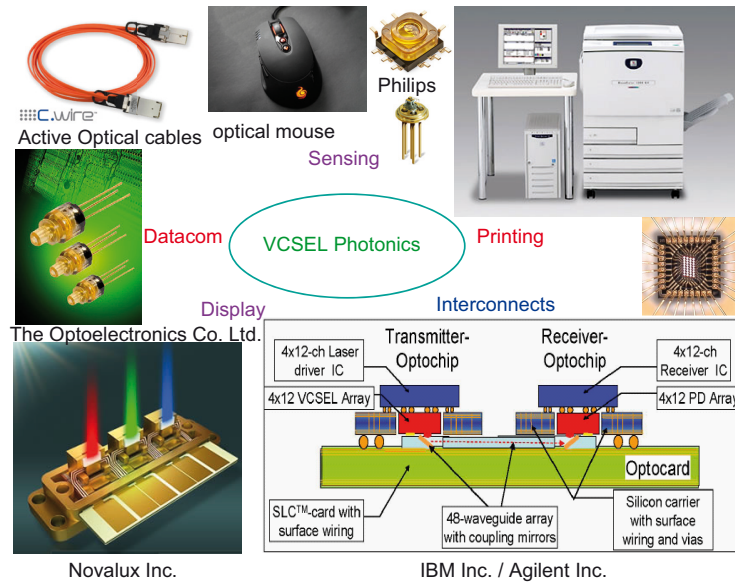 C.wire™
Active Optical cables
optical mouse
Philips
Sensing
Datacom
VCSEL Photonics
Printing
Display
Interconnects
The Optoelectronics Co. Ltd.
Transmitter-
Optochip
Receiver-
Optochip
4x12-ch Laser
driver IC
4x12-ch
Receiver IC
4x12 VCSEL Array
4x12 PD Array
Optocard
SLC™-card with
surface wiring
48-waveguide array
with coupling mirrors
Silicon carrier
with surface
wiring and vias
Novalux Inc.
IBM Inc. / Agilent Inc.